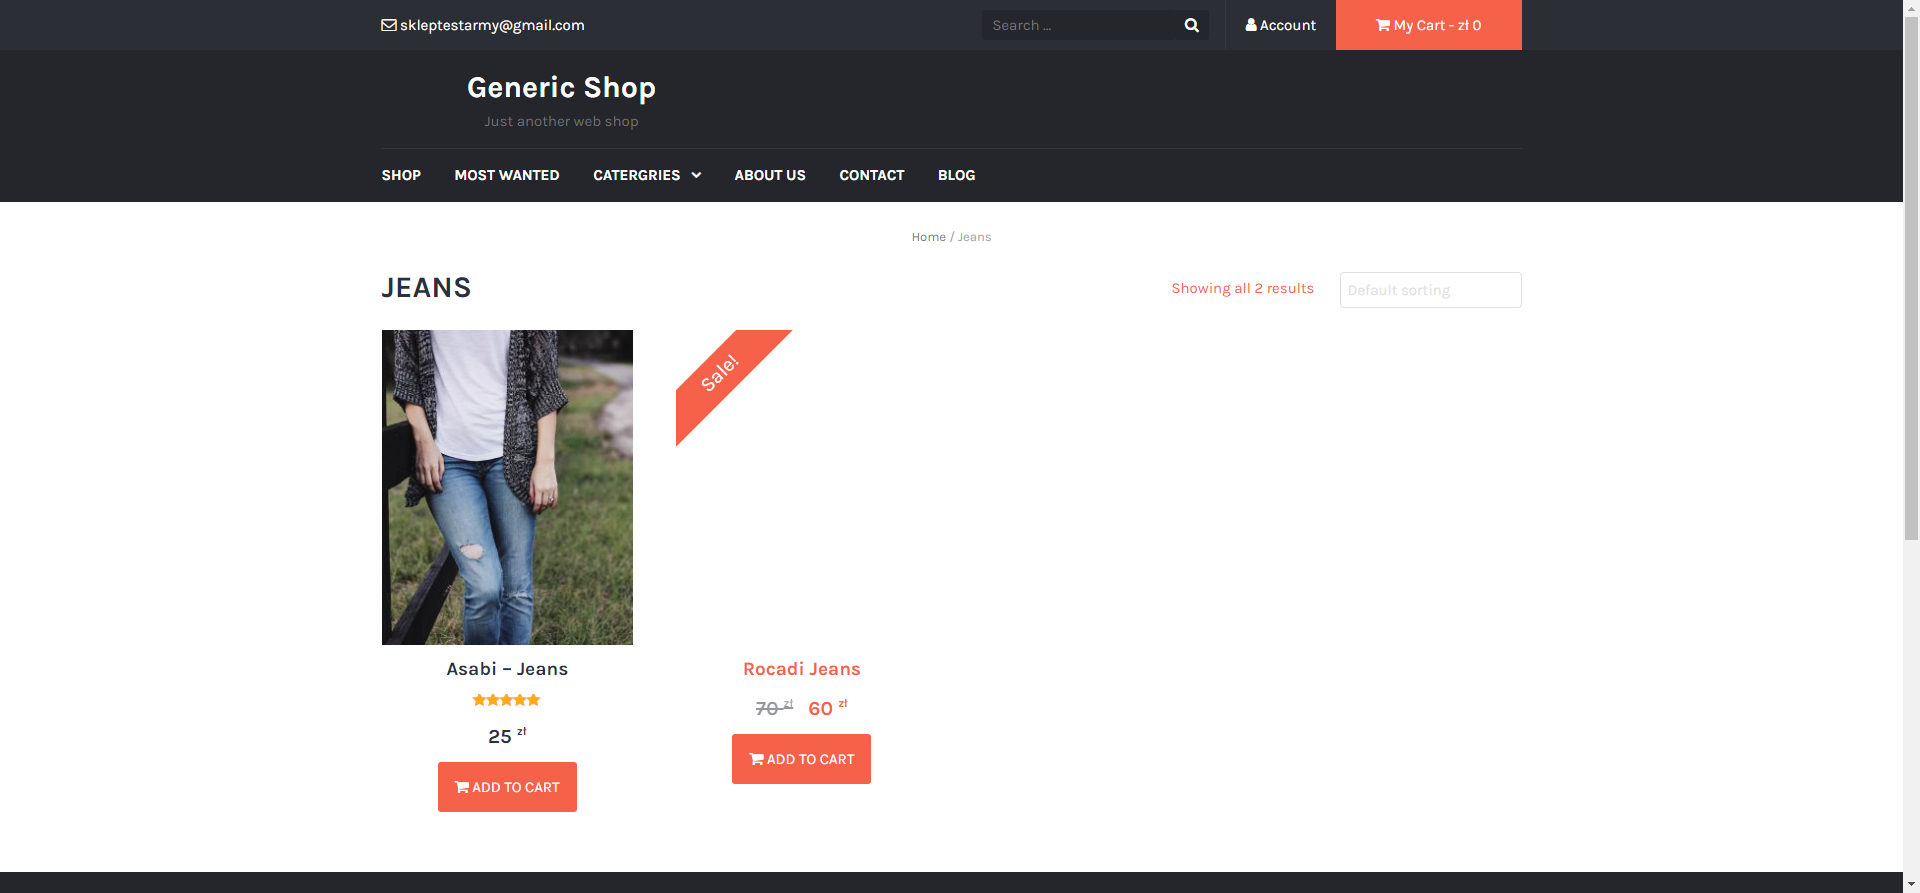 skleptestarmy@gmail.com
Search ...
Account
My Cart - zł 0
Generic Shop
Just another web shop
SHOP MOST WANTED CATERGRIES ABOUT US CONTACT BLOG
Home / Jeans
JEANS
Showing all 2 results
Default sorting
Sale!
Asabi – Jeans
25 zł
ADD TO CART
Rocadi Jeans
70 zł 60 zł
ADD TO CART